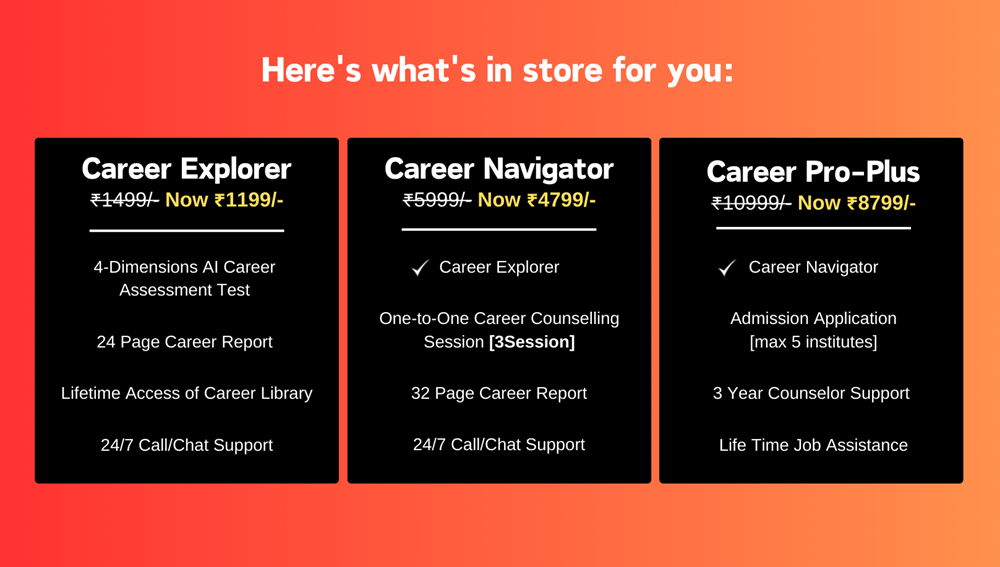 Here's what's in store for you:
Career Explorer
₹1499/- Now ₹1199/-
4-Dimensions AI Career
Assessment Test
24 Page Career Report
Lifetime Access of Career Library
24/7 Call/Chat Support
Career Navigator
₹5999/- Now ₹4799/-
✓ Career Explorer
One-to-One Career Counselling
Session [3Session]
32 Page Career Report
24/7 Call/Chat Support
Career Pro-Plus
₹10999/- Now ₹8799/-
✓ Career Navigator
Admission Application
[max 5 institutes]
3 Year Counselor Support
Life Time Job Assistance